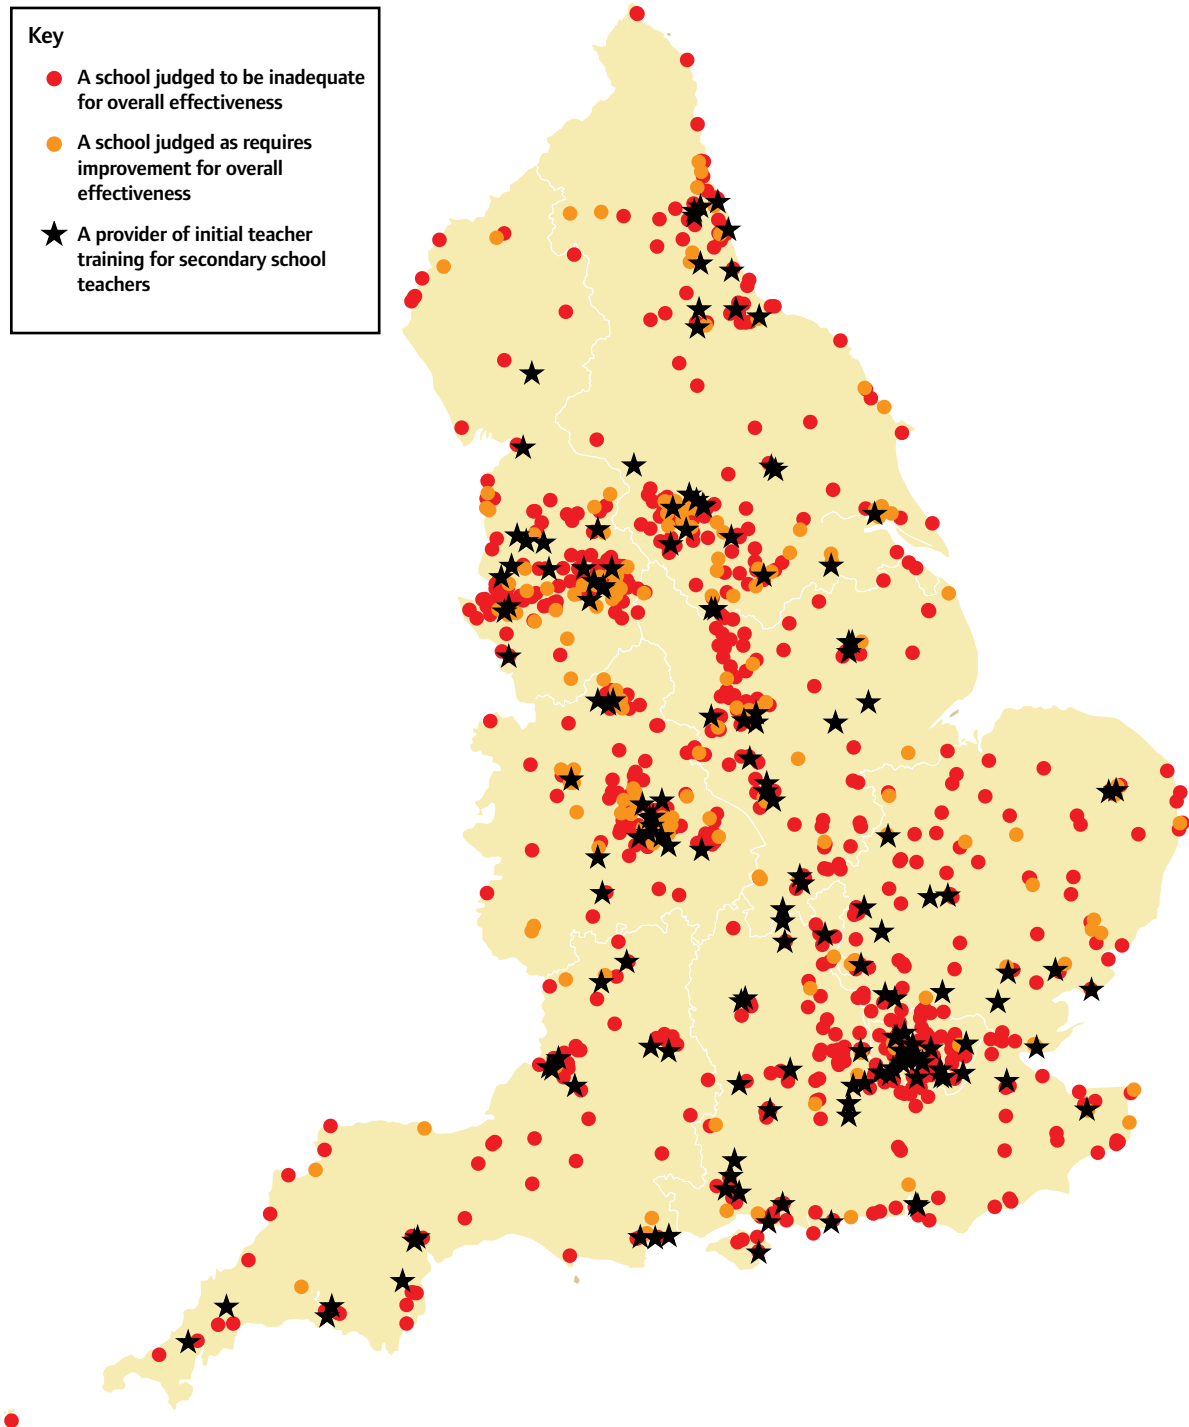 Key
A school judged to be inadequate
for overall effectiveness
A school judged as requires
improvement for overall
effectiveness
A provider of initial teacher
training for secondary school
teachers